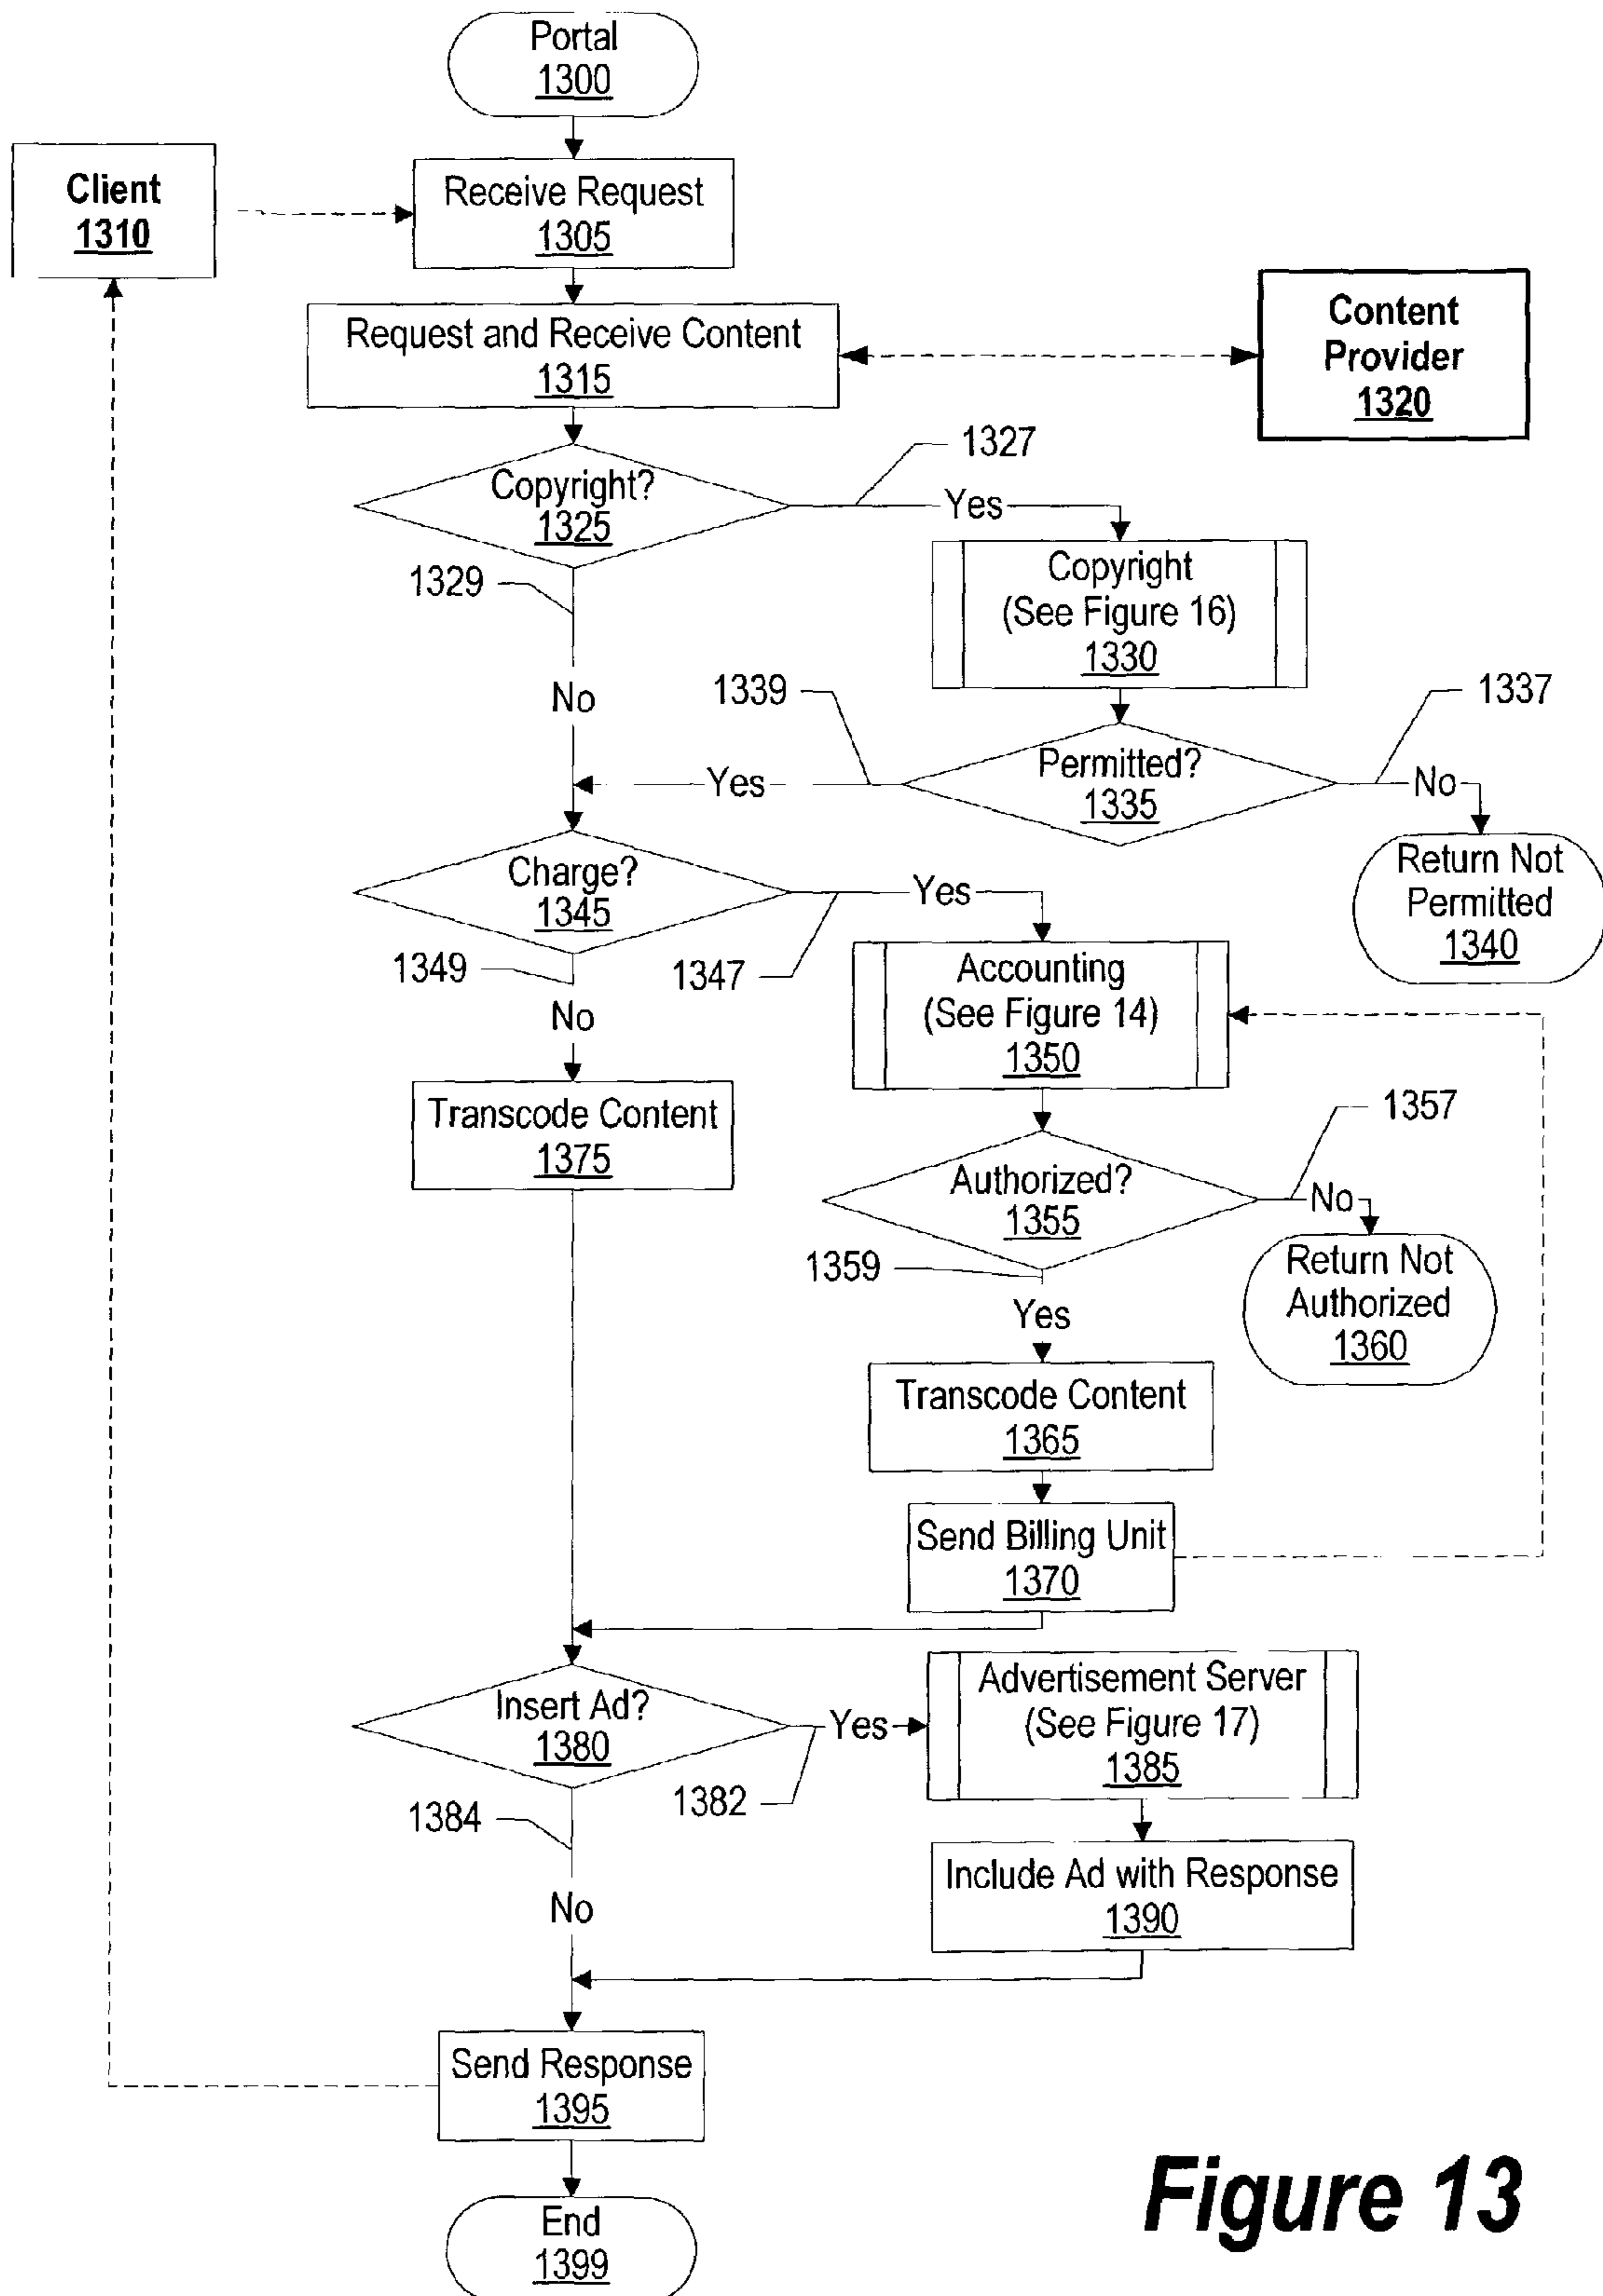 Portal
1300
Client
1310
Receive Request
1305
Request and Receive Content
1315
Content
Provider
1320
1327
Copyright?
1325
Yes
1329
Copyright
(See Figure 16)
1330
No
1339
1337
Yes
Permitted?
1335
No
Charge?
1345
Yes
Return Not
Permitted
1340
1349
1347
No
Accounting
(See Figure 14)
1350
Transcode Content
1375
1357
Authorized?
1355
No
1359
Yes
Return Not
Authorized
1360
Transcode Content
1365
Send Billing Unit
1370
Insert Ad?
1380
Yes
Advertisement Server
(See Figure 17)
1385
1384
1382
No
Include Ad with Response
1390
Send Response
1395
End
1399
Figure 13